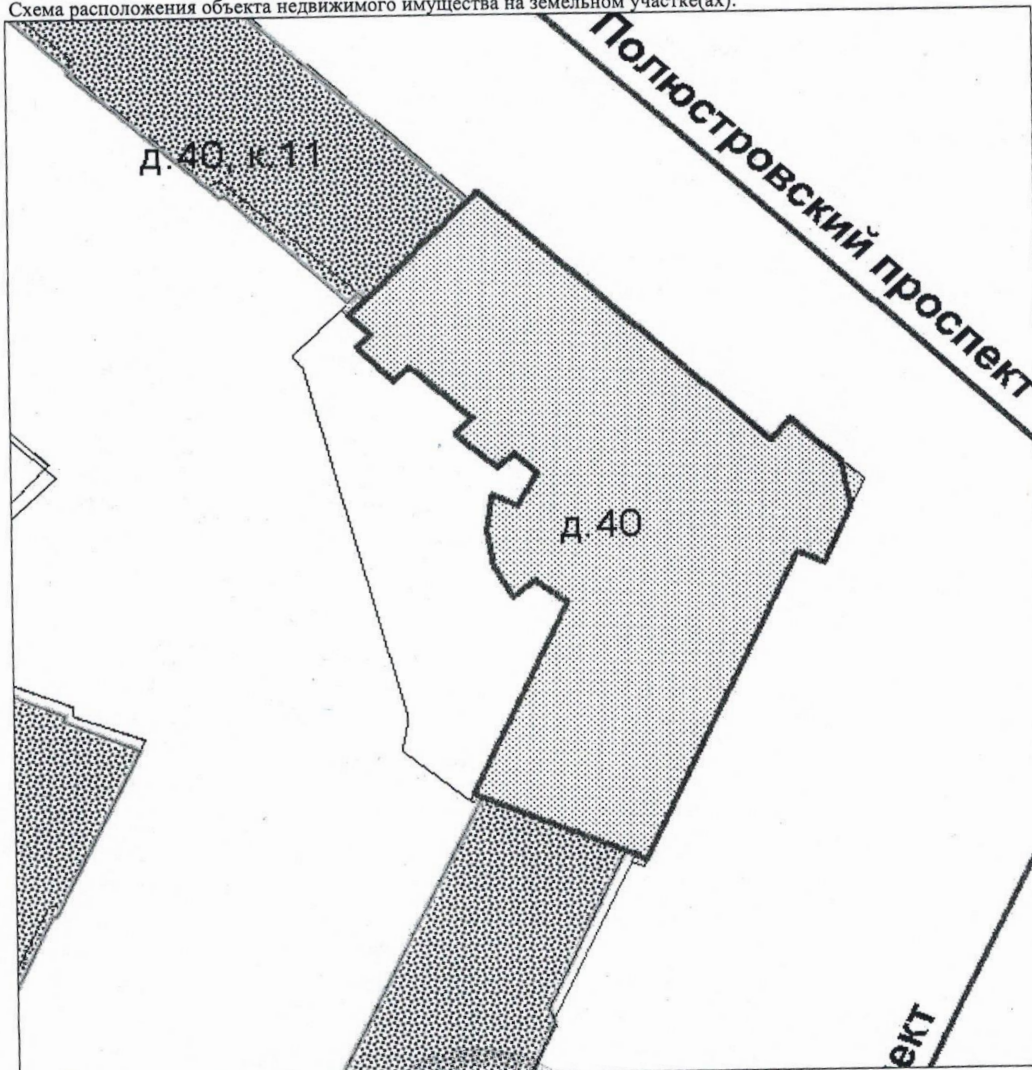 Схема расположения объекта недвижимого имущества на земельном участке(ах):
Полюстровский проспект
д. 40, к. 11
д. 40
ект